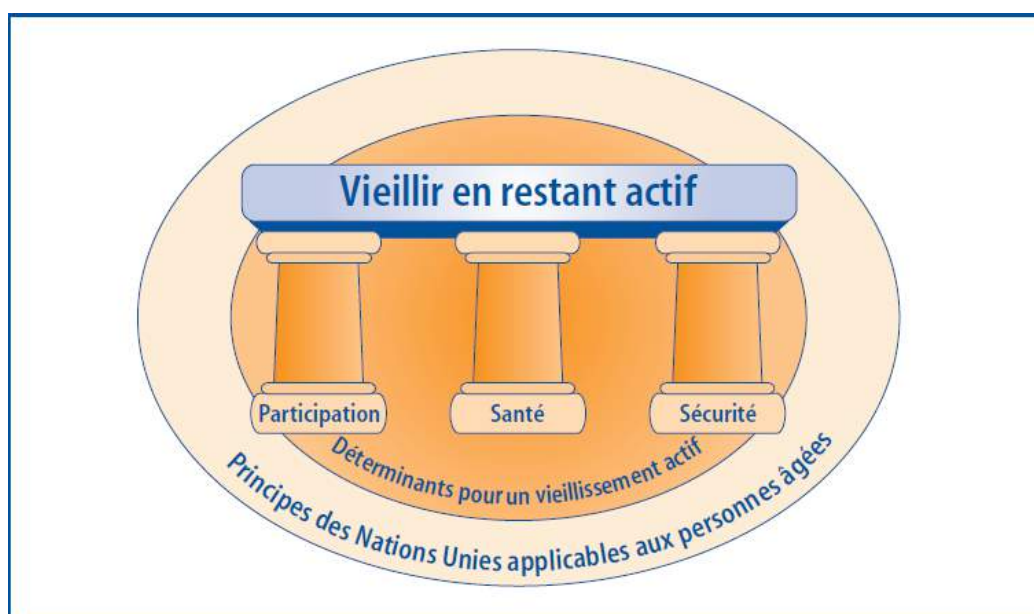 Vieillir en restant actif
Participation
Santé
Sécurité
Déterminants pour un vieillissement actif
Principes des Nations Unies applicables aux personnes âgées